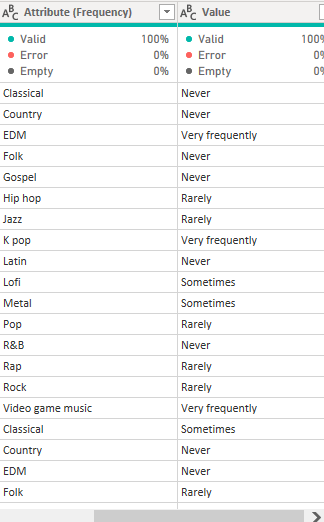 ABC Attribute (Frequency) ABC Value
Valid 100% Valid 100%
Error 0% Error 0%
Empty 0% Empty 0%
Classical Never
Country Never
EDM Very frequently
Folk Never
Gospel Never
Hip hop Rarely
Jazz Rarely
K pop Very frequently
Latin Never
Lofi Sometimes
Metal Sometimes
Pop Rarely
R&B Never
Rap Rarely
Rock Rarely
Video game music Very frequently
Classical Sometimes
Country Never
EDM Never
Folk Rarely